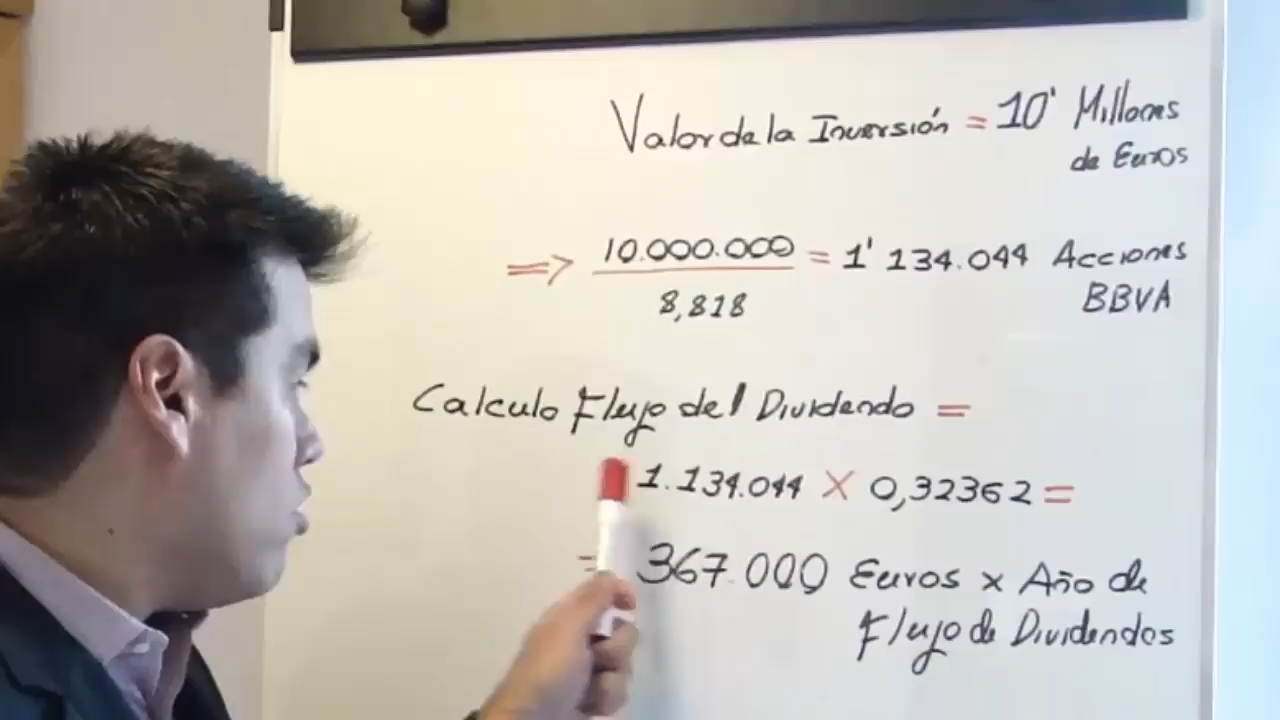 Valor de la Inversión = 10' Millones
de Euros
=> 10.000.000 = 1' 134.044 Acciones
8,818 BBVA
Calculo Flujo del Dividendo =
1.134.044 X 0,32362 =
= 367.000 Euros x Año de
Flujo de Dividendos